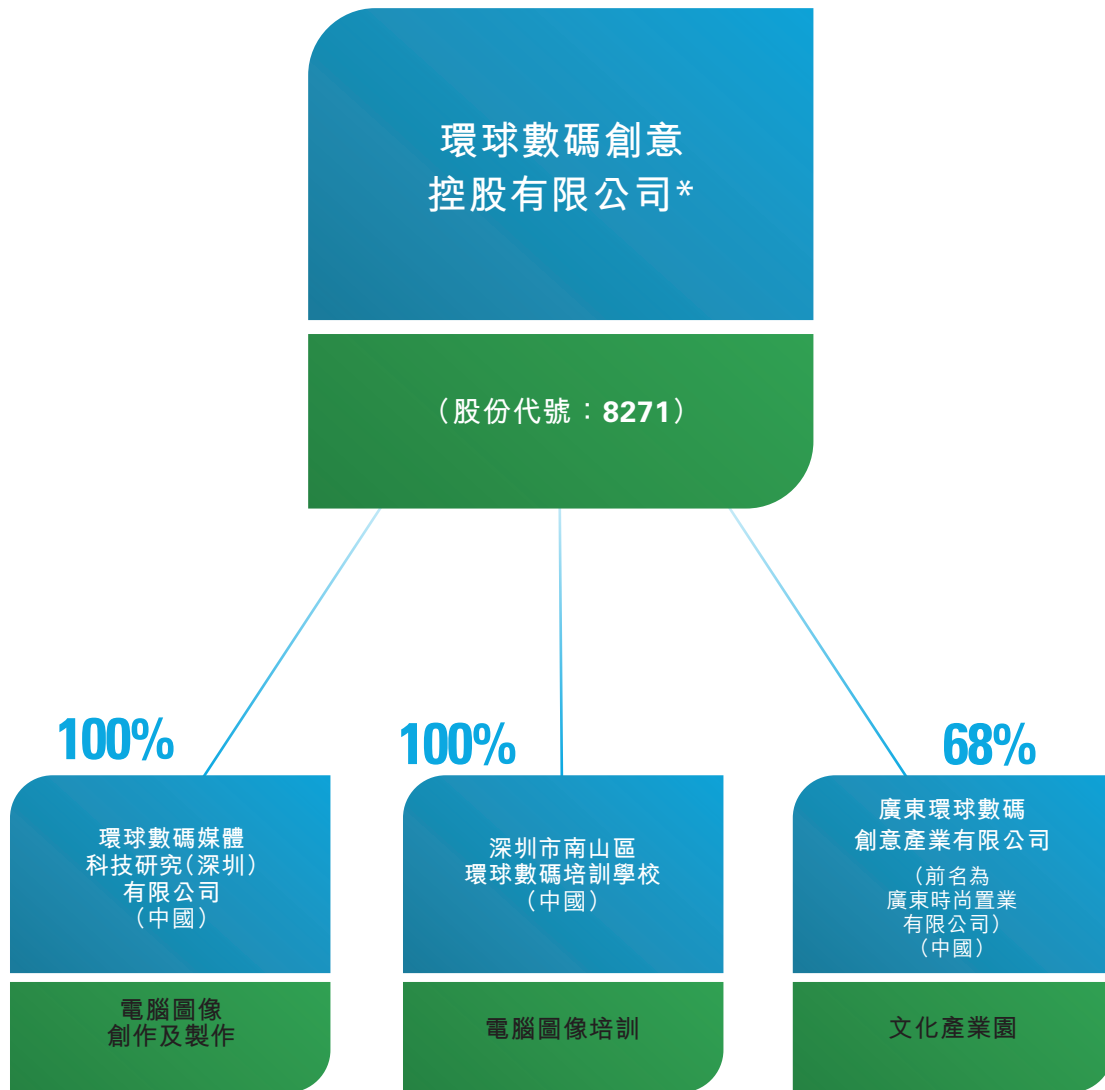 環球數碼創意
控股有限公司*
（股份代號：8271）
100%
環球數碼媒體
科技研究（深圳）
有限公司
（中國）
電腦圖像
創作及製作
100%
深圳市南山區
環球數碼培訓學校
（中國）
電腦圖像培訓
68%
廣東環球數碼
創意產業有限公司
（前名為
廣東時尚置業
有限公司）
（中國）
文化產業園